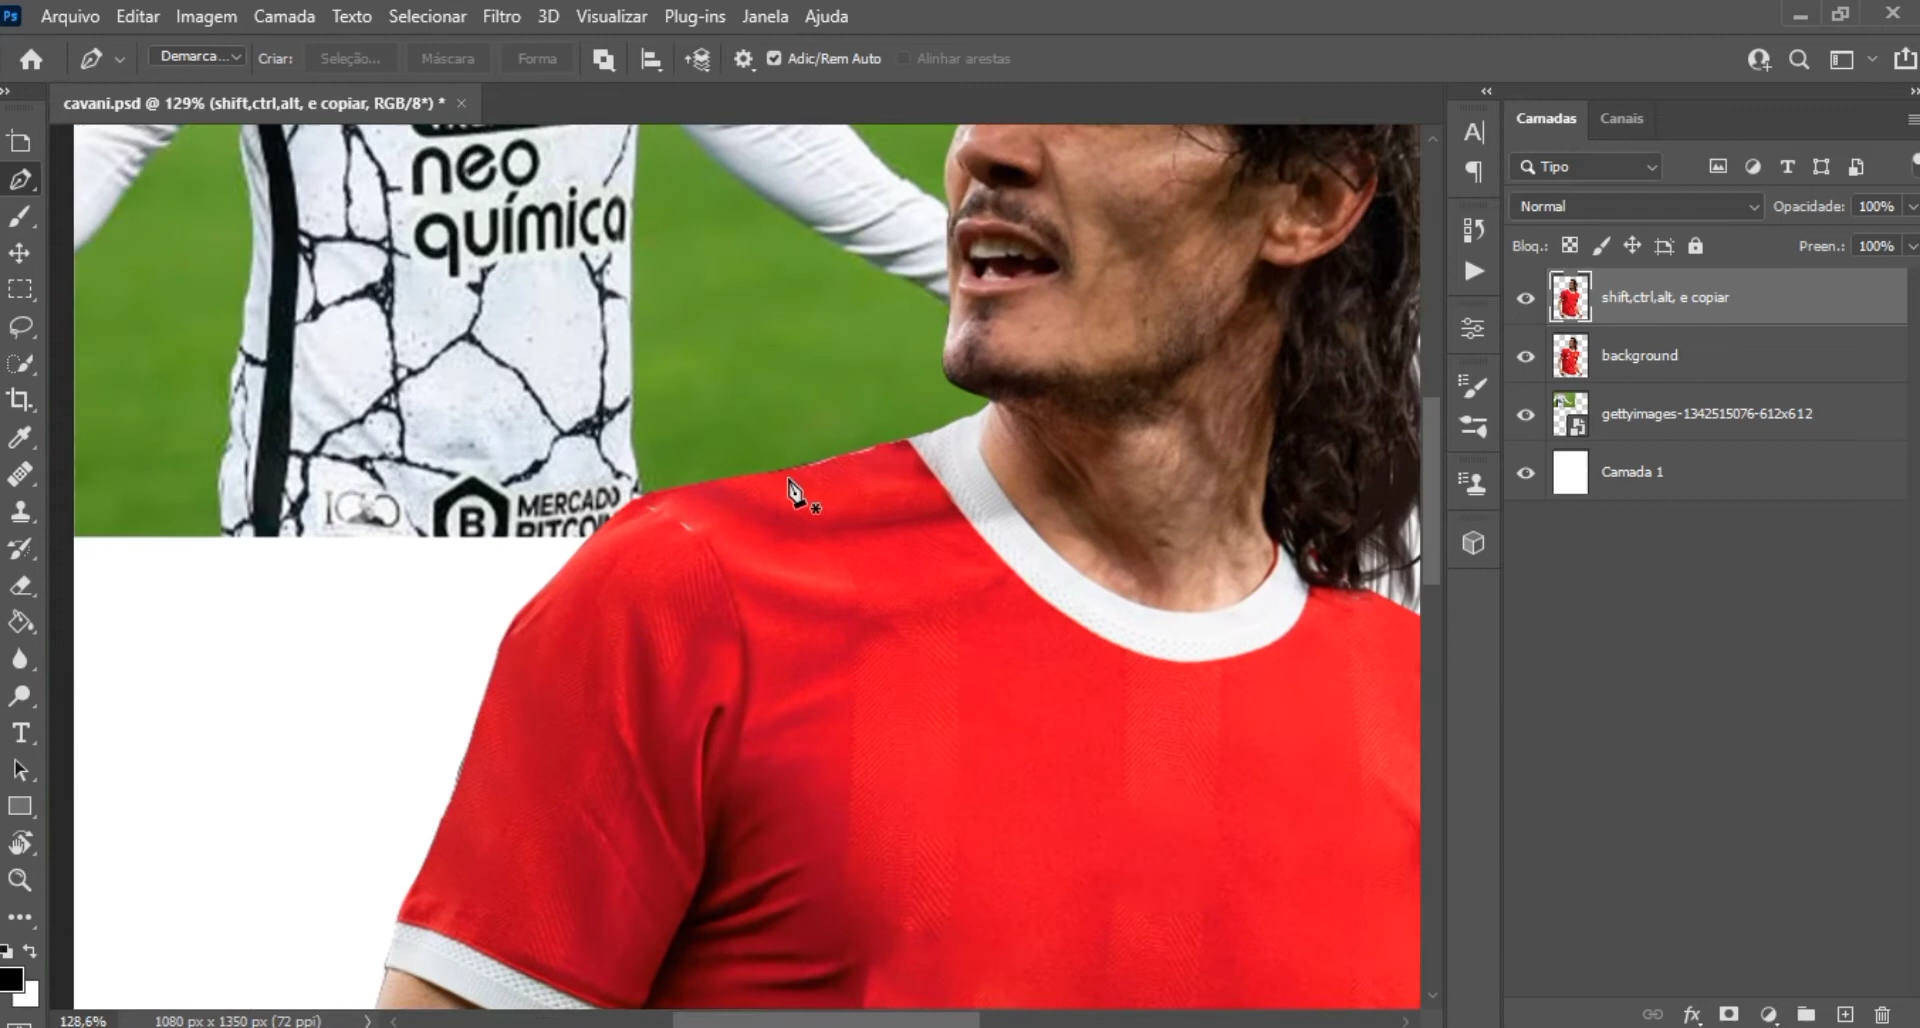 Ps Arquivo Editar Imagem Camada Texto Selecionar Filtro 3D Visualizar Plug-ins Janela Ajuda
Demarca... Criar: Seleção... Máscara Forma Adic/Rem Auto Alinhar arestas
cavani.psd @ 129% (shift,ctrl,alt, e copiar, RGB/8*) * ×
neo
química
B MERCADO
BITCOIN
Camadas Canais
Tipo
Normal Opacidade: 100%
Bloq.: Preen.: 100%
shift,ctrl,alt, e copiar
background
gettyimages-1342515076-612x612
Camada 1
128,6% 1080 px x 1350 px (72 ppi)